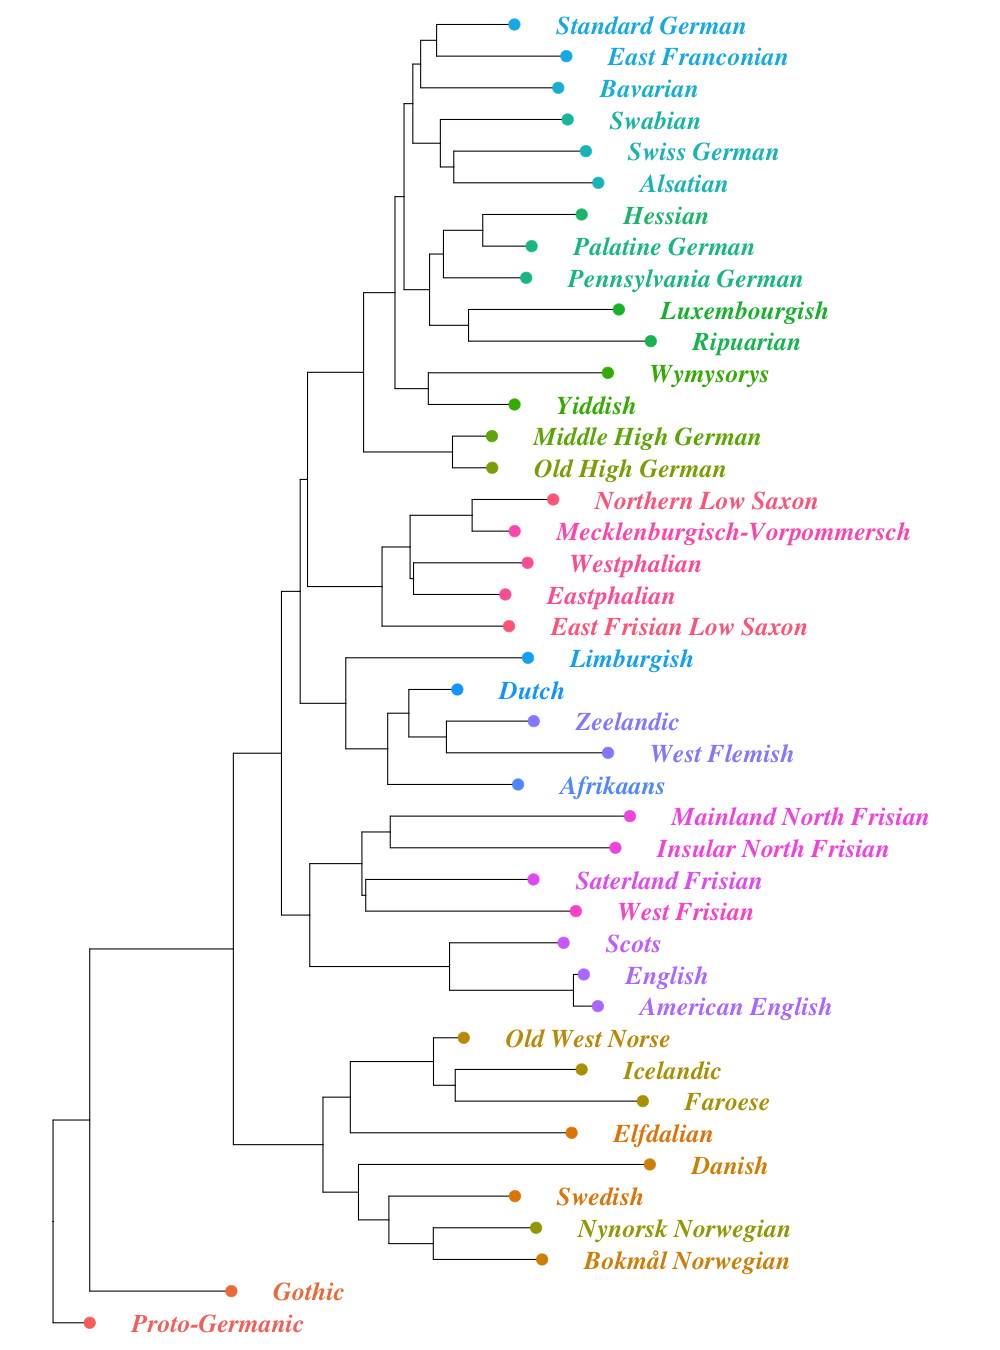 Standard German
East Franconian
Bavarian
Swabian
Swiss German
Alsatian
Hessian
Palatine German
Pennsylvania German
Luxembourgish
Ripuarian
Wymysorys
Yiddish
Middle High German
Old High German
Northern Low Saxon
Mecklenburgisch-Vorpommersch
Westphalian
Eastphalian
East Frisian Low Saxon
Limburgish
Dutch
Zeelandic
West Flemish
Afrikaans
Mainland North Frisian
Insular North Frisian
Saterland Frisian
West Frisian
Scots
English
American English
Old West Norse
Icelandic
Faroese
Elfdalian
Danish
Swedish
Nynorsk Norwegian
Bokmål Norwegian
Gothic
Proto-Germanic